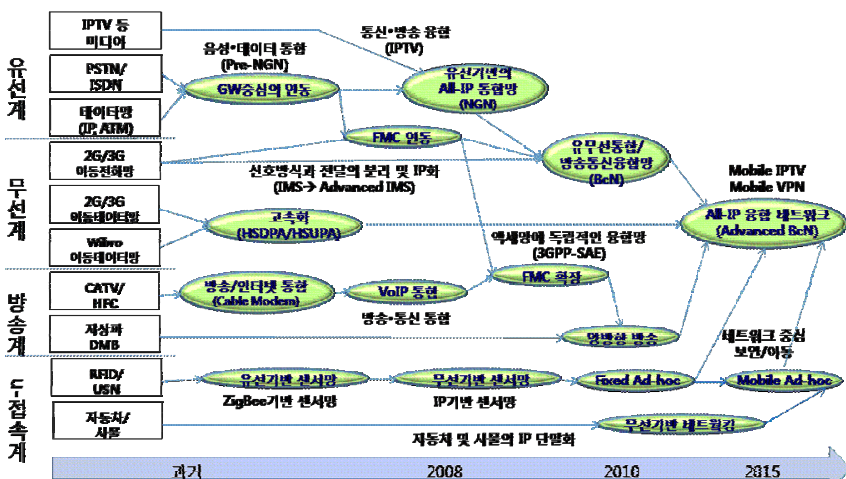 유선계
무선계
방송계
u-접속계
IPTV 등
미디어
PSTN/
ISDN
데이타망
(IP, ATM)
2G/3G
이동전화망
2G/3G
이동데이타망
Wibro
이동데이타망
CATV/
HFC
지상파
DMB
RFID/
USN
자동차/
사물
음성•데이터 통합
(Pre-NGN)
통신•방송 융합
(IPTV)
GW중심의 연동
유선기반의
All-IP 통합망
(NGN)
FMC 연동
유무선통합/
방송통신융합망
(BcN)
신호방식과 전달의 분리 및 IP화
(IMS→ Advanced IMS)
Mobile IPTV
Mobile VPN
고속화
(HSDPA/HSUPA)
All-IP 융합 네트워크
(Advanced BcN)
액세망에 독립적인 융합망
(3GPP-SAE)
FMC 확장
방송/인터넷 통합
(Cable Modem)
VoIP 통합
방송•통신 통합
양방향 방송
네트워크 중심
보안/이동
유선기반 센서망
무선기반 센서망
Fixed Ad-hoc
Mobile Ad-hoc
ZigBee기반 센서망
IP기반 센서망
무선기반 네트워킹
자동차 및 사물의 IP 단말화
과거
2008
2010
2015